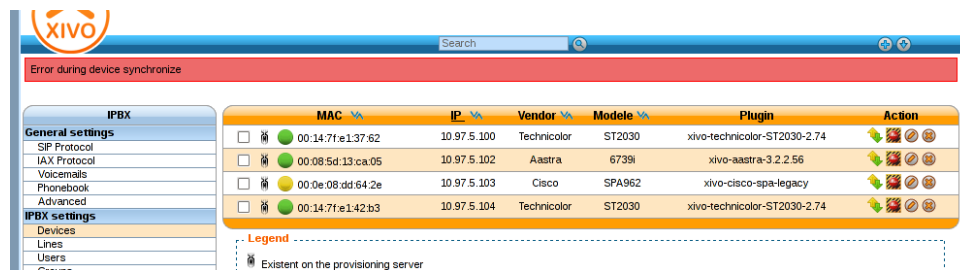 XIVO
Search
Error during device synchronize
IPBX
General settings
SIP Protocol
IAX Protocol
Voicemails
Phonebook
Advanced
IPBX settings
Devices
Lines
Users
MAC IP Vendor Modele Plugin Action
00:14:7f:e1:37:62 10.97.5.100 Technicolor ST2030 xivo-technicolor-ST2030-2.74
00:08:5d:13:ca:05 10.97.5.102 Aastra 6739i xivo-aastra-3.2.2.56
00:0e:08:dd:64:2e 10.97.5.103 Cisco SPA962 xivo-cisco-spa-legacy
00:14:7f:e1:42:b3 10.97.5.104 Technicolor ST2030 xivo-technicolor-ST2030-2.74
Legend
Existent on the provisioning server